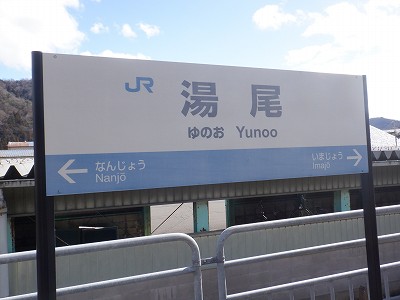 JR
湯尾
ゆのお Yunoo
← なんじょう
Nanjō
いまじょう →
Imajō